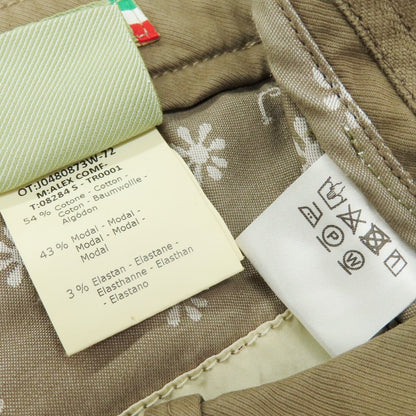 OT:J0480873W-72
M:ALEX COMF-
T:08284 S - TR0001
54 % Cotone - Cotton -
Coton - Baumwolle -
Algodon
43 % Modal - Modal -
Modal - Modal -
Modal
3 % Elastan - Elastane -
Elasthanne - Elasthan
- Elastano
P
W